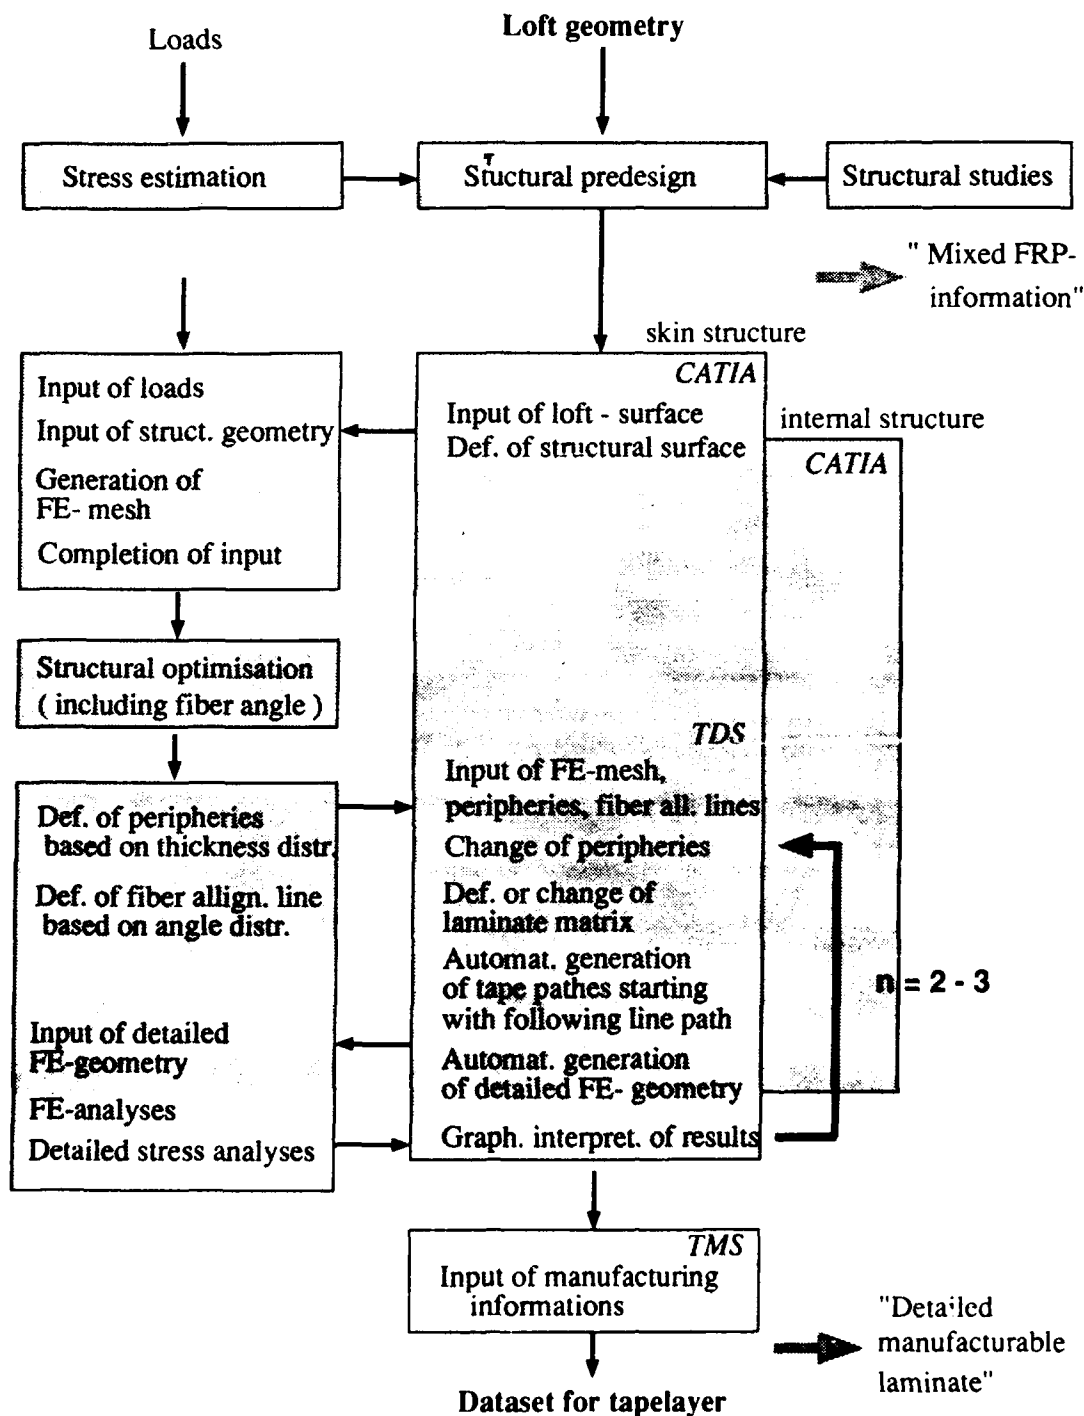 Loads
Loft geometry
Stress estimation
Stuctural predesign
Structural studies
" Mixed FRP-
information"
skin structure
CATIA
Input of loft - surface
Def. of structural surface
internal structure
CATIA
Input of loads
Input of struct. geometry
Generation of
FE- mesh
Completion of input
Structural optimisation
( including fiber angle )
TDS
Input of FE-mesh,
peripheries, fiber all. lines
Change of peripheries
Def. or change of
laminate matrix
Automat. generation
of tape pathes starting
with following line path
Automat. generation
of detailed FE- geometry
Graph. interpret. of results
n = 2 - 3
Def. of peripheries
based on thickness distr.
Def. of fiber allign. line
based on angle distr.
Input of detailed
FE-geometry
FE-analyses
Detailed stress analyses
TMS
Input of manufacturing
informations
"Detailed
manufacturable
laminate"
Dataset for tapelayer